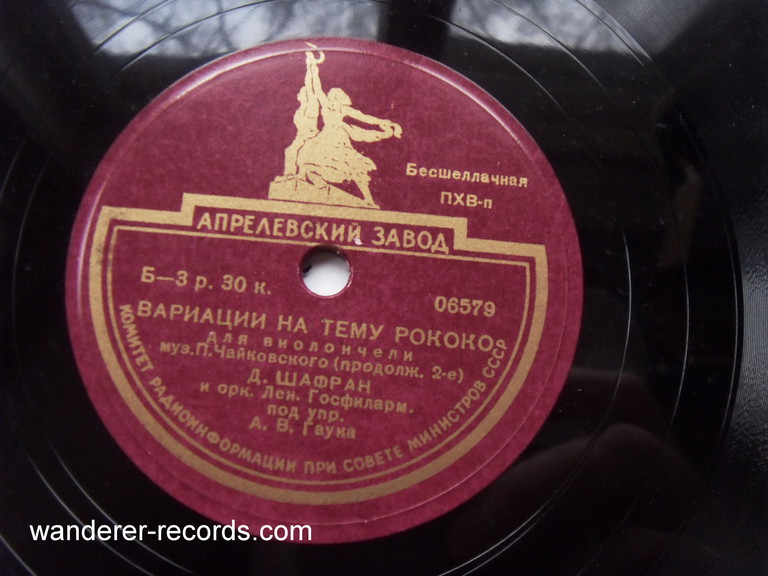 Бесшеллачная
ПХВ-п
АПРЕЛЕВСКИЙ ЗАВОД
Б—3 р. 30 к.
06579
ВАРИАЦИИ НА ТЕМУ РОКОКО
для виолончели
муз.П.Чайковского (продолж. 2-е)
Д. ШАФРАН
и орк. Лен. Госфиларм.
под упр.
А. В. Гаука
КОМИТЕТ РАДИОИНФОРМАЦИИ ПРИ СОВЕТЕ МИНИСТРОВ СССР
wanderer-records.com